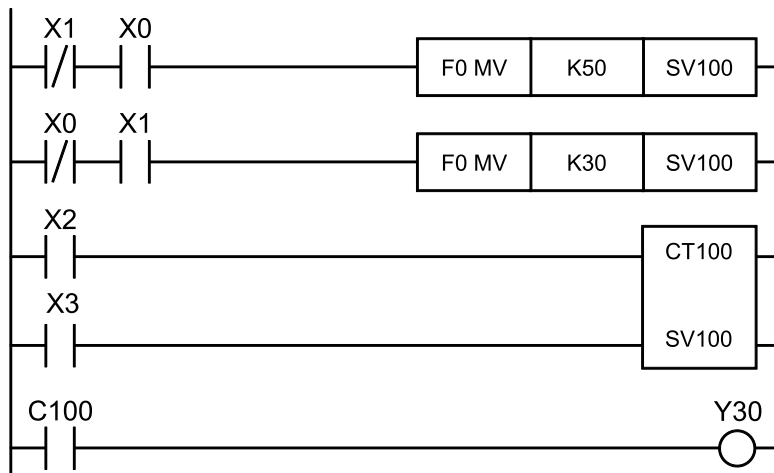 X1 X0
F0 MV K50 SV100
X0 X1
F0 MV K30 SV100
X2
CT100
X3
SV100
C100 Y30